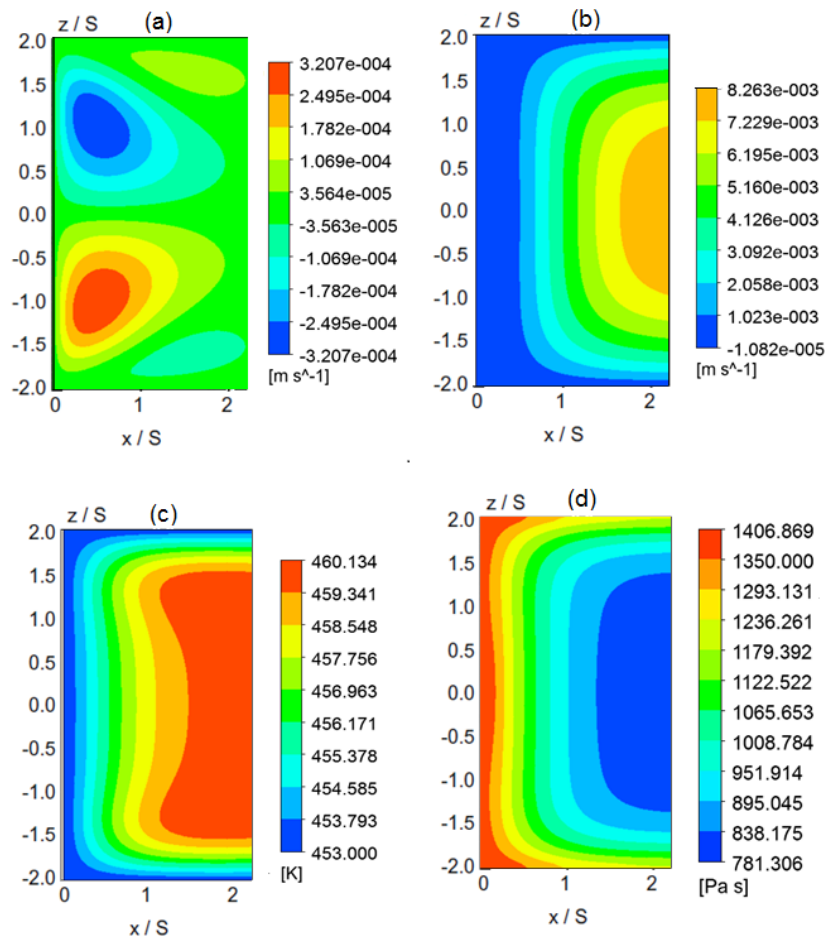 (a)
z / S
2.0
1.5
1.0
0.5
0.0
-0.5
-1.0
-1.5
-2.0
0
1
2
x / S
3.207e-004
2.495e-004
1.782e-004
1.069e-004
3.564e-005
-3.563e-005
-1.069e-004
-1.782e-004
-2.495e-004
-3.207e-004
[m s^-1]
(b)
z / S
2.0
1.5
1.0
0.5
0.0
-0.5
-1.0
-1.5
-2.0
0
1
2
x / S
8.263e-003
7.229e-003
6.195e-003
5.160e-003
4.126e-003
3.092e-003
2.058e-003
1.023e-003
-1.082e-005
[m s^-1]
(c)
z / S
2.0
1.5
1.0
0.5
0.0
-0.5
-1.0
-1.5
-2.0
0
1
2
x / S
460.134
459.341
458.548
457.756
456.963
456.171
455.378
454.585
453.793
453.000
[K]
(d)
z / S
2.0
1.5
1.0
0.5
0.0
-0.5
-1.0
-1.5
-2.0
0
1
2
x / S
1406.869
1350.000
1293.131
1236.261
1179.392
1122.522
1065.653
1008.784
951.914
895.045
838.175
781.306
[Pa s]